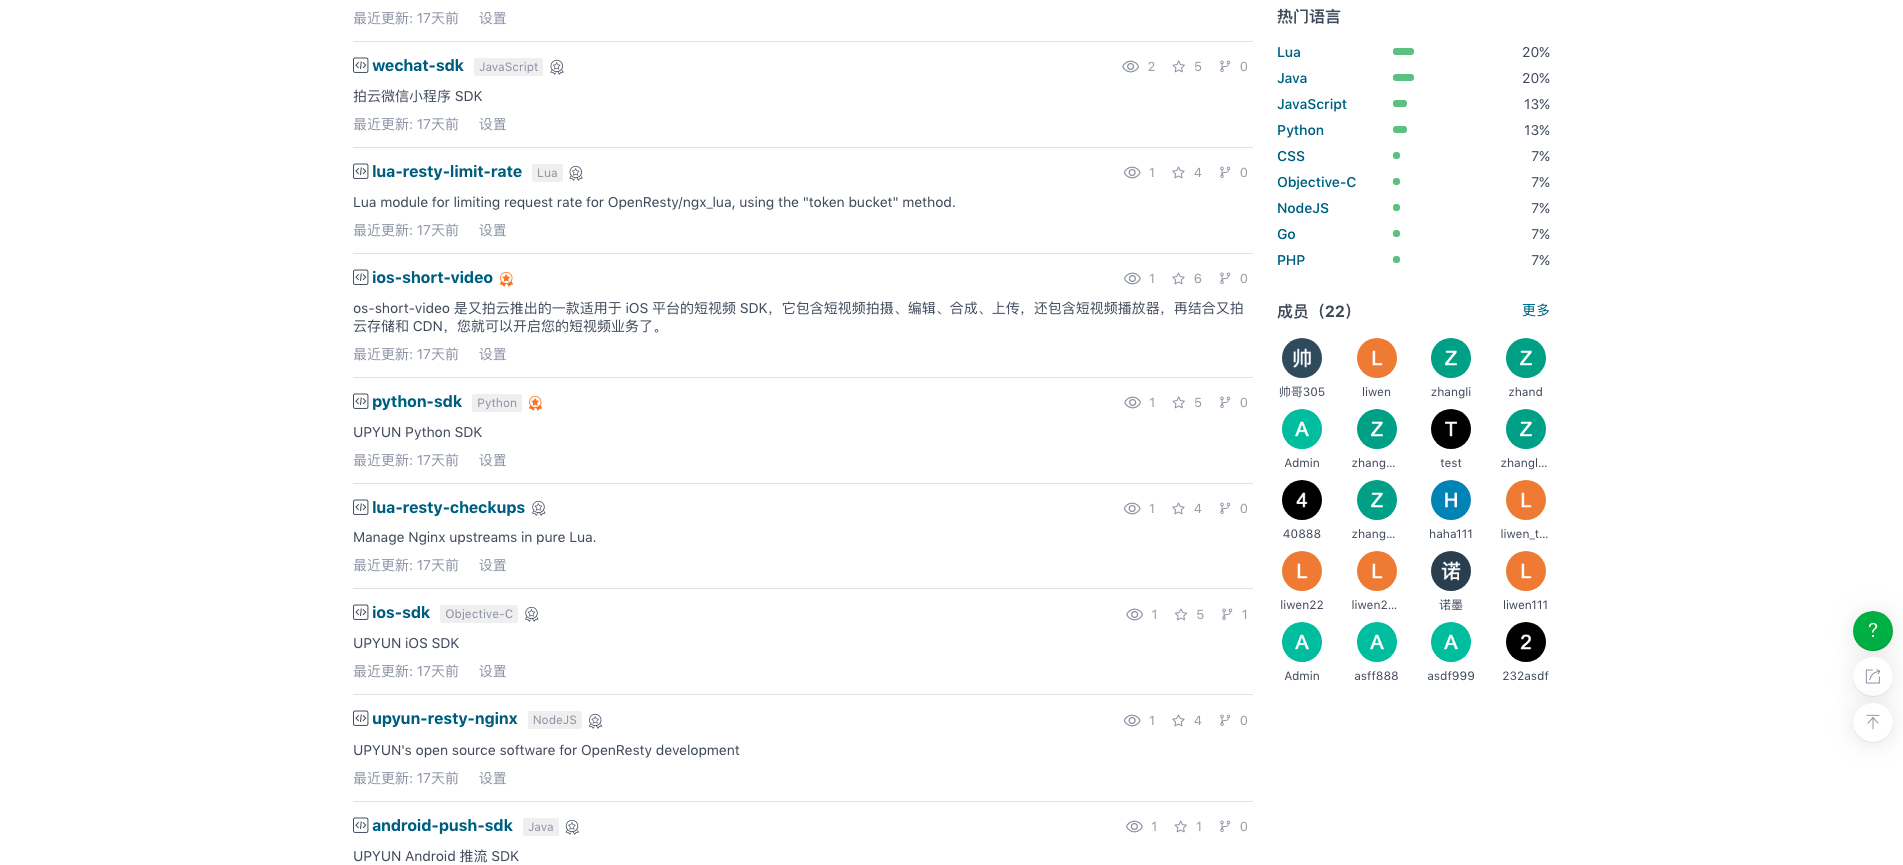 最近更新: 17天前 设置
wechat-sdk JavaScript 2 5 0
拍云微信小程序 SDK
最近更新: 17天前 设置
lua-resty-limit-rate Lua 1 4 0
Lua module for limiting request rate for OpenResty/ngx_lua, using the "token bucket" method.
最近更新: 17天前 设置
ios-short-video 1 6 0
os-short-video 是又拍云推出的一款适用于 iOS 平台的短视频 SDK，它包含短视频拍摄、编辑、合成、上传，还包含短视频播放器，再结合又拍
云存储和 CDN，您就可以开启您的短视频业务了。
最近更新: 17天前 设置
python-sdk Python 1 5 0
UPYUN Python SDK
最近更新: 17天前 设置
lua-resty-checkups 1 4 0
Manage Nginx upstreams in pure Lua.
最近更新: 17天前 设置
ios-sdk Objective-C 1 5 1
UPYUN iOS SDK
最近更新: 17天前 设置
upyun-resty-nginx NodeJS 1 4 0
UPYUN's open source software for OpenResty development
最近更新: 17天前 设置
android-push-sdk Java 1 1 0
UPYUN Android 推流 SDK
热门语言
Lua 20%
Java 20%
JavaScript 13%
Python 13%
CSS 7%
Objective-C 7%
NodeJS 7%
Go 7%
PHP 7%
成员（22） 更多
帅 L Z Z
帅哥305 liwen zhangli zhand
A Z T Z
Admin zhang... test zhangl...
4 Z H L
40888 zhang... haha111 liwen_t...
L L 诺 L
liwen22 liwen2... 诺墨 liwen111
A A A 2
Admin asff888 asdf999 232asdf
?